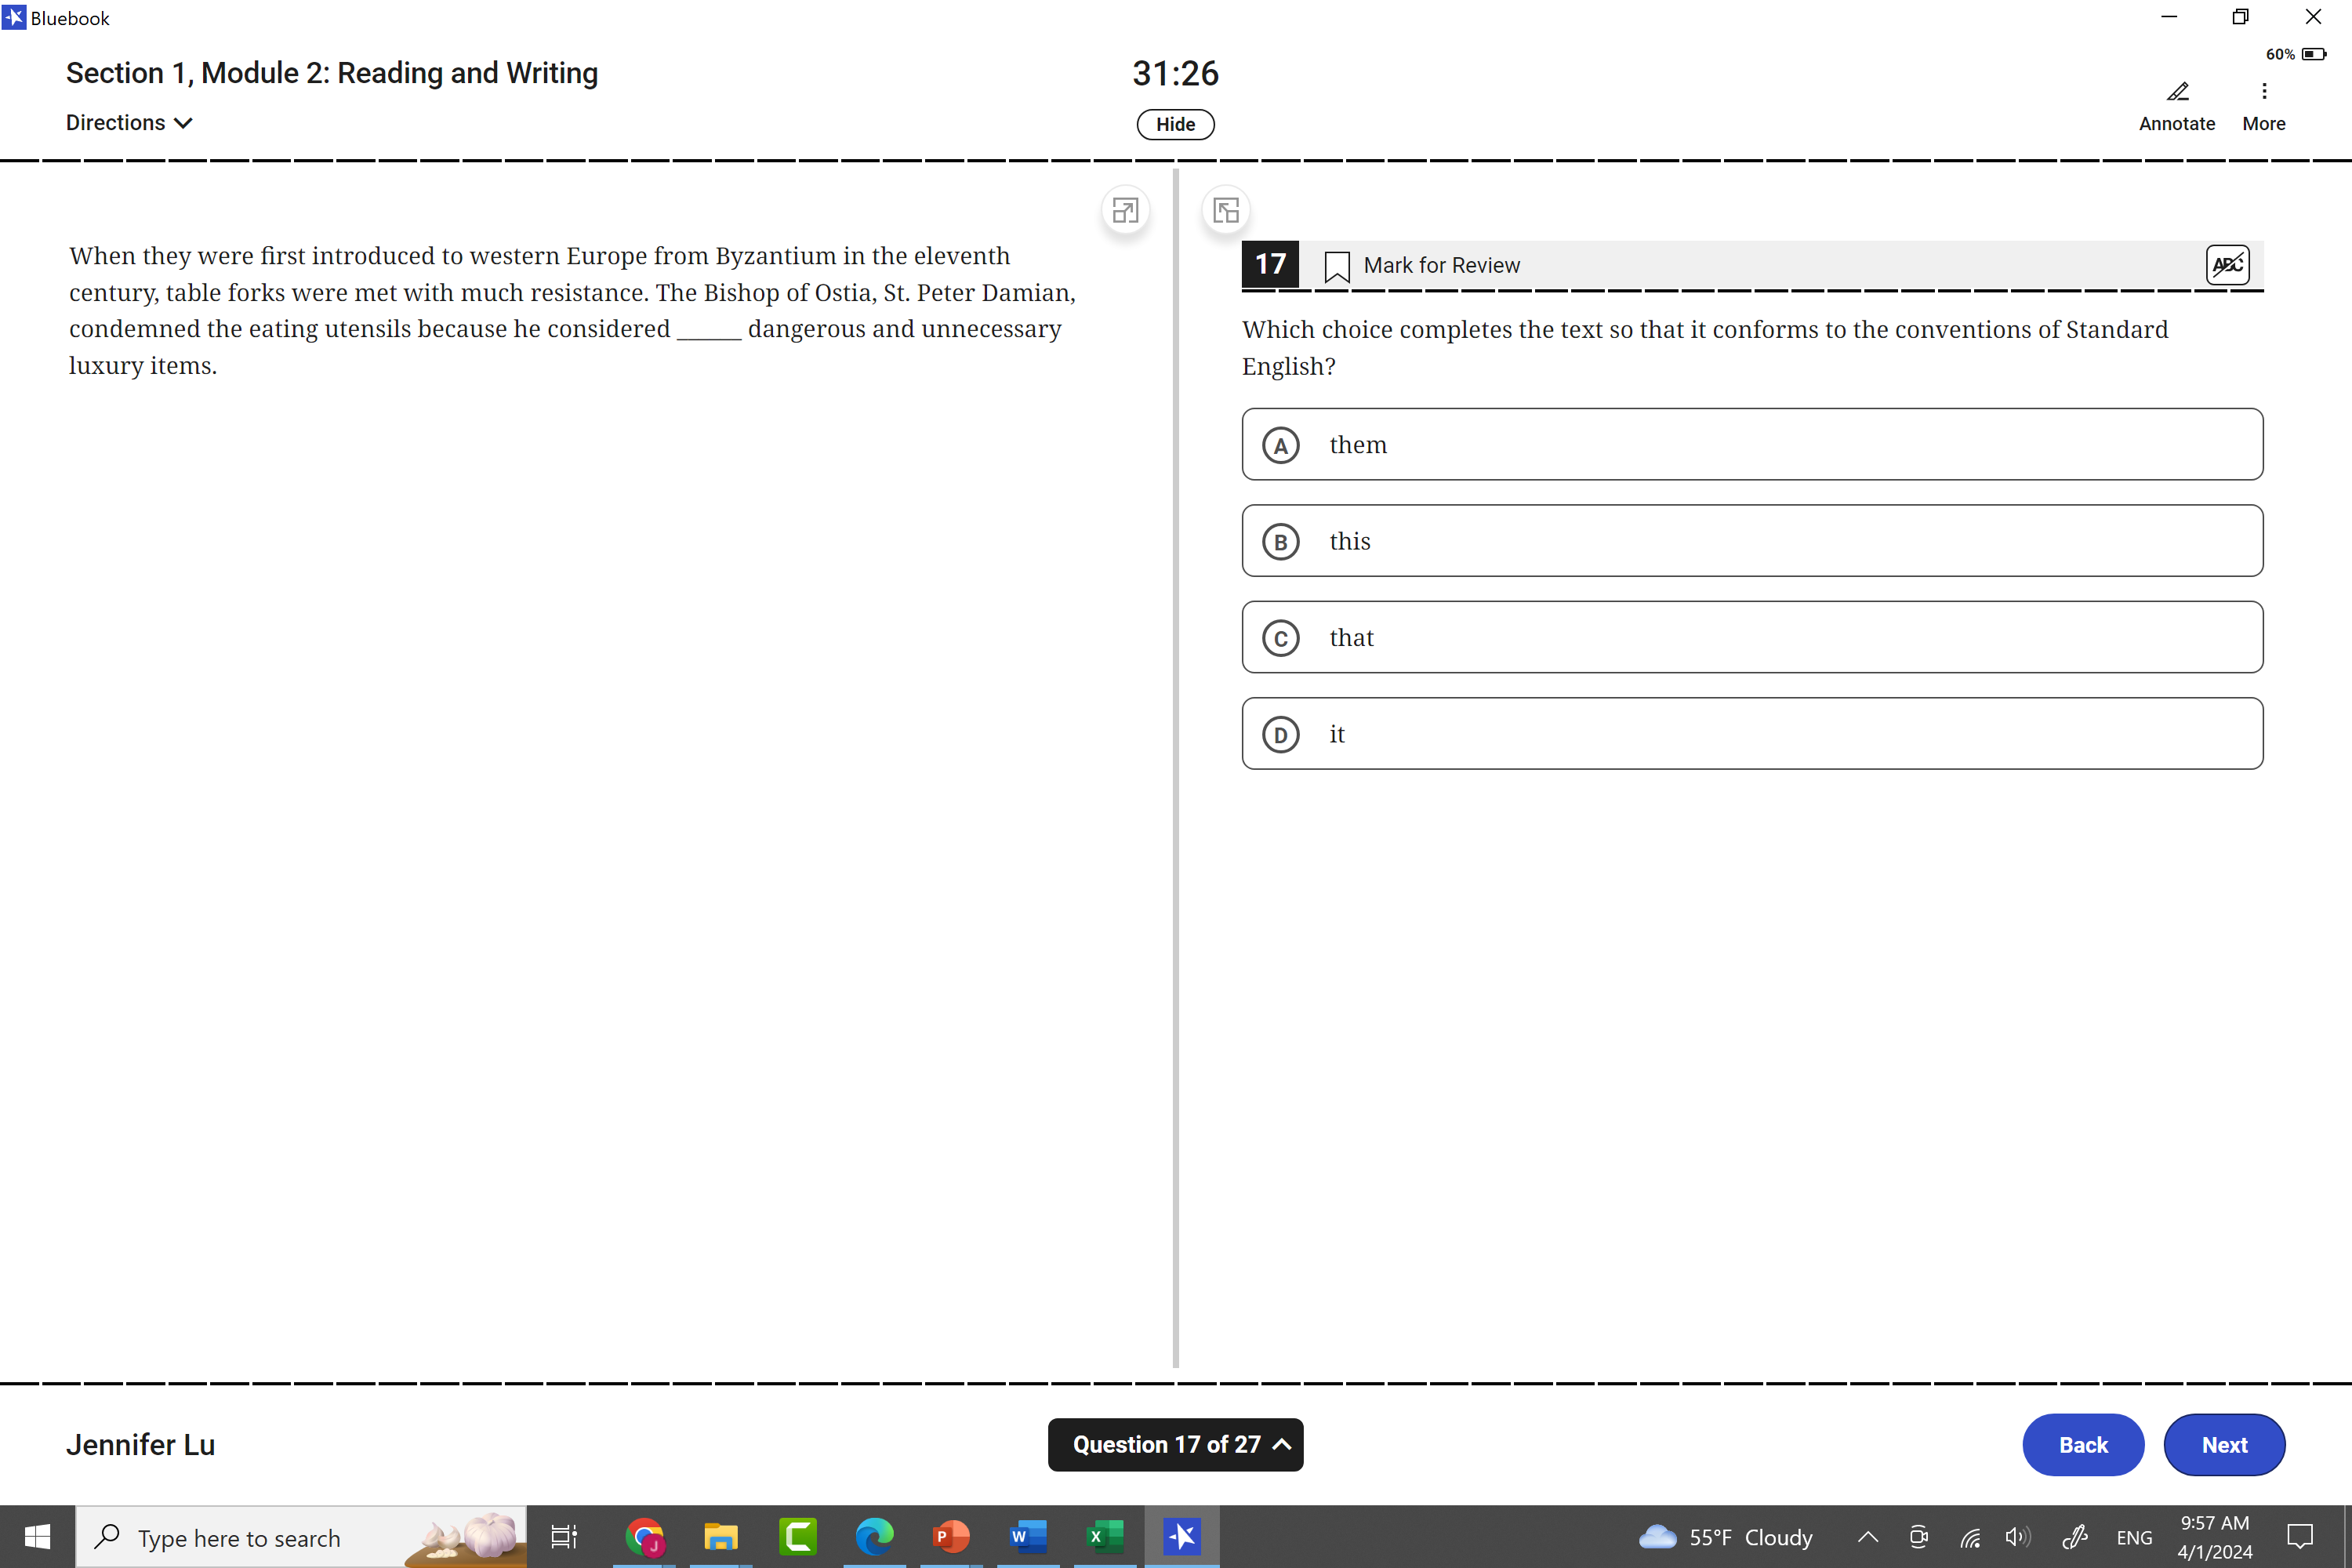 Bluebook
60%
Section 1, Module 2: Reading and Writing
31:26
Directions
Hide
Annotate
More
When they were first introduced to western Europe from Byzantium in the eleventh
century, table forks were met with much resistance. The Bishop of Ostia, St. Peter Damian,
condemned the eating utensils because he considered ______ dangerous and unnecessary
luxury items.
17
Mark for Review
ABC
Which choice completes the text so that it conforms to the conventions of Standard
English?
A them
B this
C that
D it
Jennifer Lu
Question 17 of 27
Back
Next
Type here to search
J
P
W
X
55°F Cloudy
ENG
9:57 AM
4/1/2024